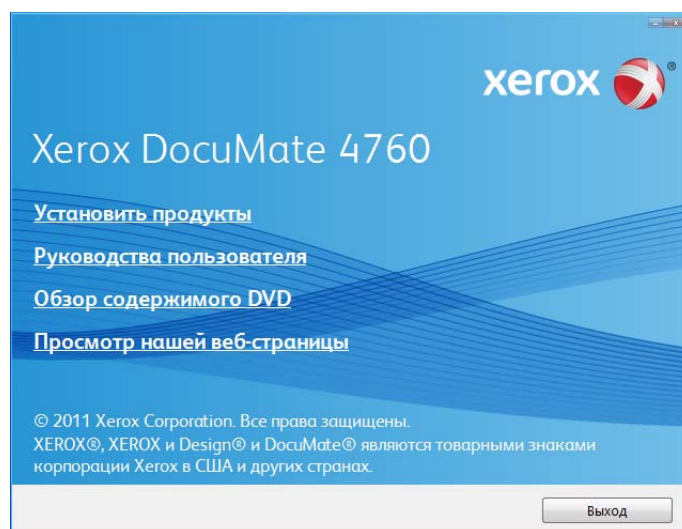 xerox ®
Xerox DocuMate 4760
Установить продукты
Руководства пользователя
Обзор содержимого DVD
Просмотр нашей веб-страницы
© 2011 Xerox Corporation. Все права защищены.
XEROX®, XEROX и Design® и DocuMate® являются товарными знаками
корпорации Xerox в США и других странах.
Выход